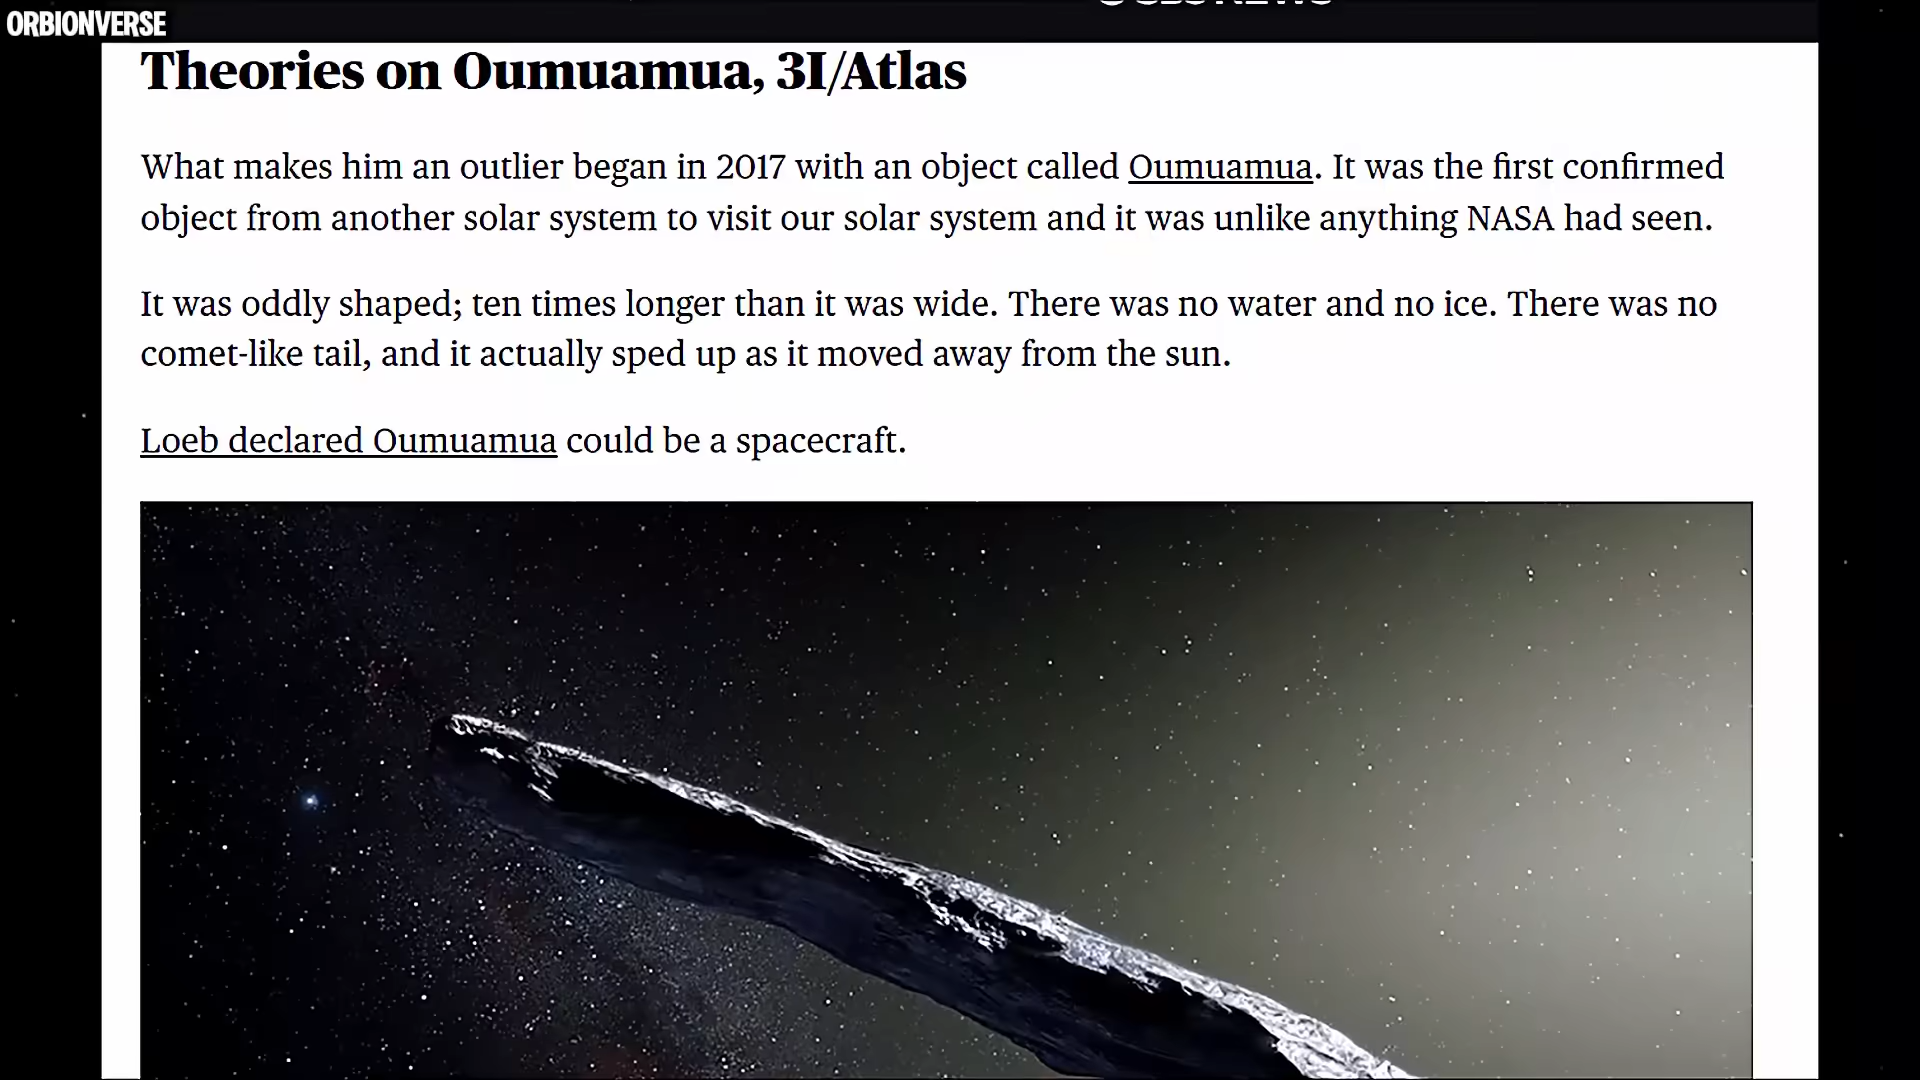 ORBIONVERSE
Theories on Oumuamua, 3I/Atlas
What makes him an outlier began in 2017 with an object called Oumuamua. It was the first confirmed
object from another solar system to visit our solar system and it was unlike anything NASA had seen.
It was oddly shaped; ten times longer than it was wide. There was no water and no ice. There was no
comet-like tail, and it actually sped up as it moved away from the sun.
Loeb declared Oumuamua could be a spacecraft.